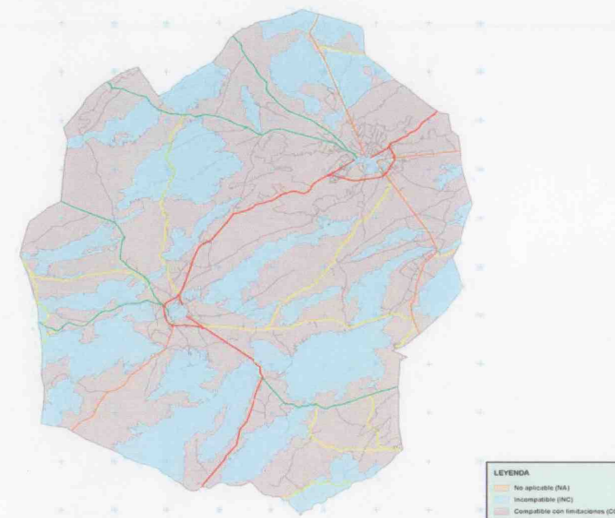 LEYENDA
No aplicable (NA)
Incompatible (INC)
Compatible con limitaciones